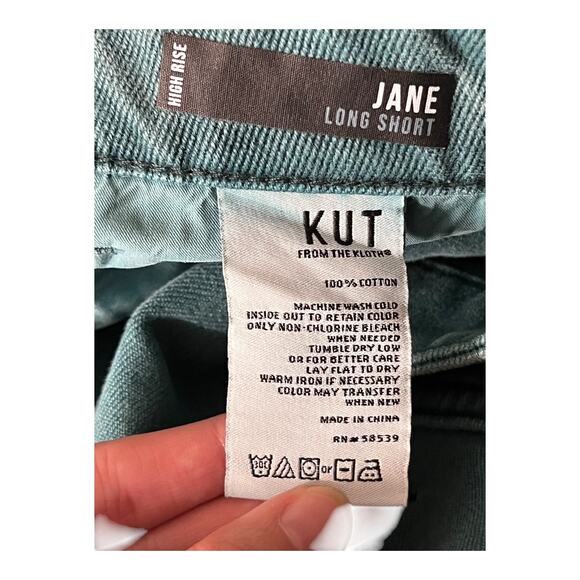 HIGH RISE
JANE
LONG SHORT
KUT
FROM THE KLOTH®
100% COTTON
MACHINE WASH COLD
INSIDE OUT TO RETAIN COLOR
ONLY NON-CHLORINE BLEACH
WHEN NEEDED
TUMBLE DRY LOW
OR FOR BETTER CARE
LAY FLAT TO DRY
WARM IRON IF NECESSARY
COLOR MAY TRANSFER
WHEN NEW
MADE IN CHINA
RN# 58539
30C or